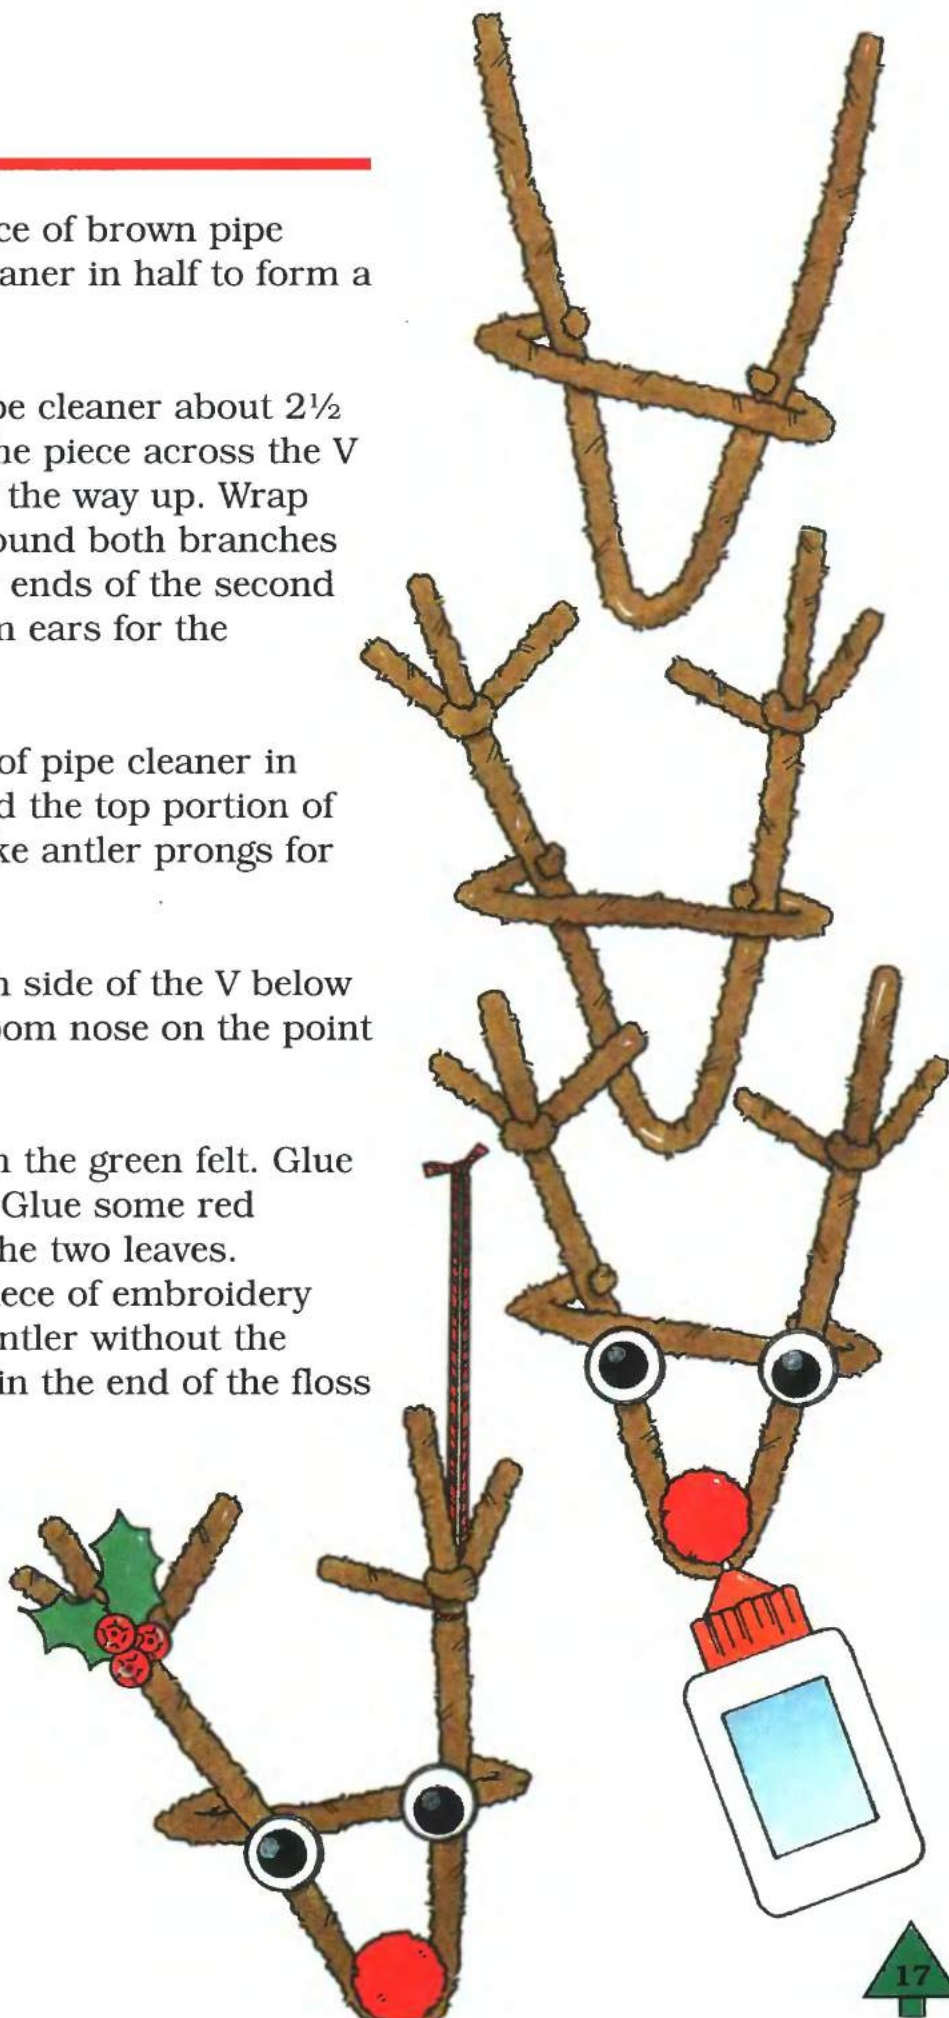 ce of brown pipe
aner in half to form a
pe cleaner about 2½
ne piece across the V
the way up. Wrap
ound both branches
ends of the second
n ears for the
of pipe cleaner in
d the top portion of
ke antler prongs for
n side of the V below
oom nose on the point
n the green felt. Glue
Glue some red
he two leaves.
ece of embroidery
ntler without the
in the end of the floss
17